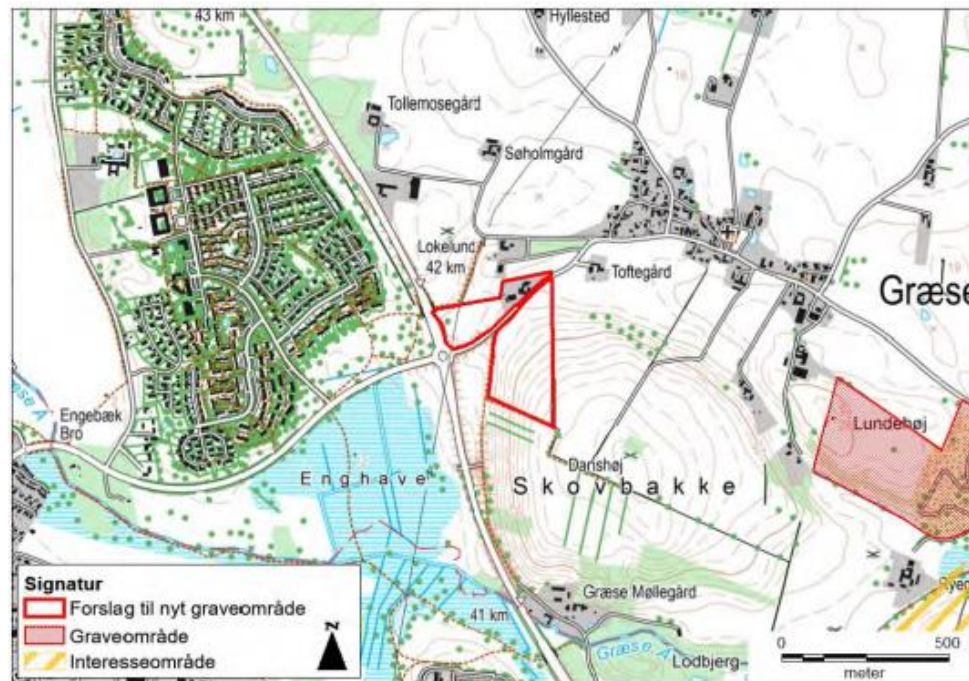 43 km
Hyllested
Tollemosegård
Søholmgård
Lokelund
42 km
Toftegård
Græse
Engebæk
Bro
Lundehøj
Danshøj
Enghave
Skovbakke
Græse Møllegård
41 km
Græse Å
Lodbjerg
Signatur
Forslag til nyt graveområde
Graveområde
Interesseområde
N
0 500
meter